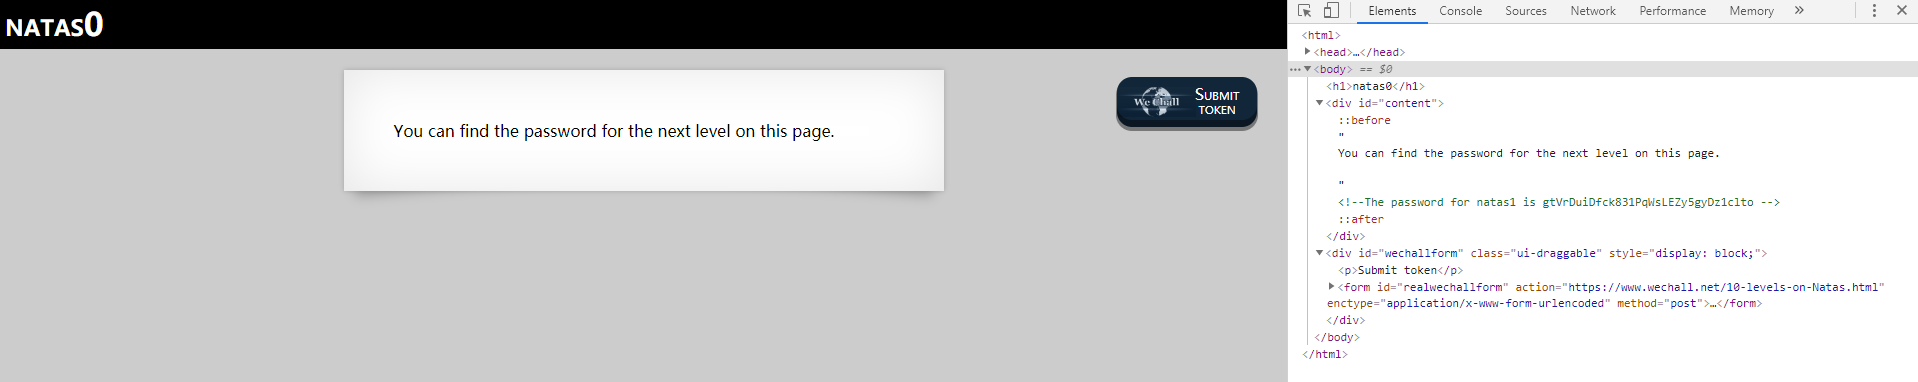 NATAS0
You can find the password for the next level on this page.
We Chall
SUBMIT
TOKEN
Elements Console Sources Network Performance Memory »
<html>
<head>…</head>
<body> == $0
<h1>natas0</h1>
<div id="content">
::before
"
You can find the password for the next level on this page.
"
<!--The password for natas1 is gtVrDuiDfck831PqWsLEZy5gyDz1clto -->
::after
</div>
<div id="wechallform" class="ui-draggable" style="display: block;">
<p>Submit token</p>
<form id="realwechallform" action="https://www.wechall.net/10-levels-on-Natas.html"
enctype="application/x-www-form-urlencoded" method="post">…</form>
</div>
</body>
</html>